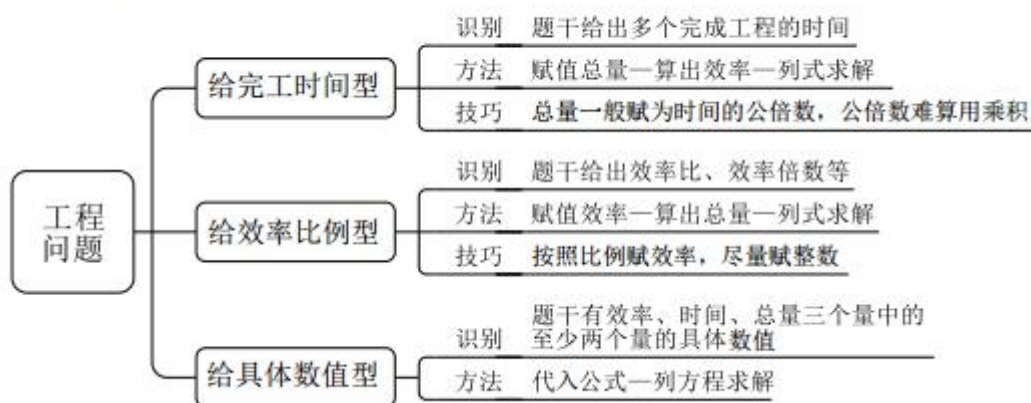 工程
问题
给完工时间型
识别 题干给出多个完成工程的时间
方法 赋值总量—算出效率—列式求解
技巧 总量一般赋为时间的公倍数，公倍数难算用乘积
给效率比例型
识别 题干给出效率比、效率倍数等
方法 赋值效率—算出总量—列式求解
技巧 按照比例赋效率，尽量赋整数
给具体数值型
识别 题干有效率、时间、总量三个量中的
至少两个量的具体数值
方法 代入公式—列方程求解